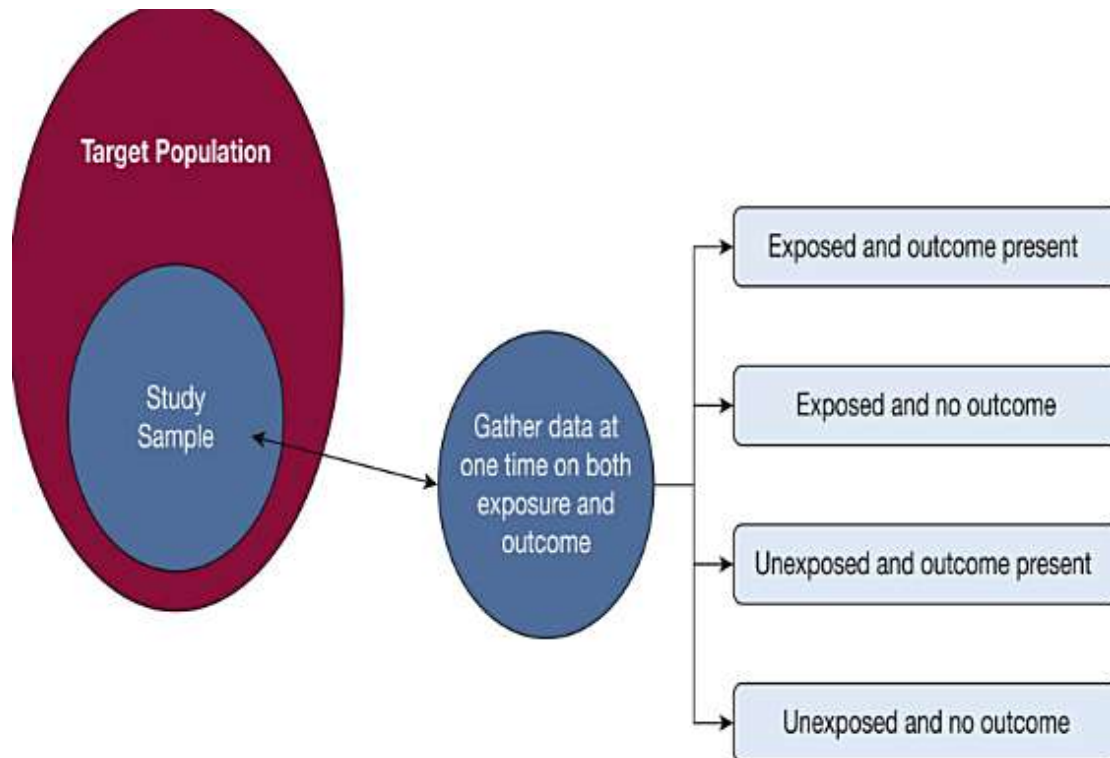 Target Population
Study
Sample
Gather data at
one time on both
exposure and
outcome
Exposed and outcome present
Exposed and no outcome
Unexposed and outcome present
Unexposed and no outcome